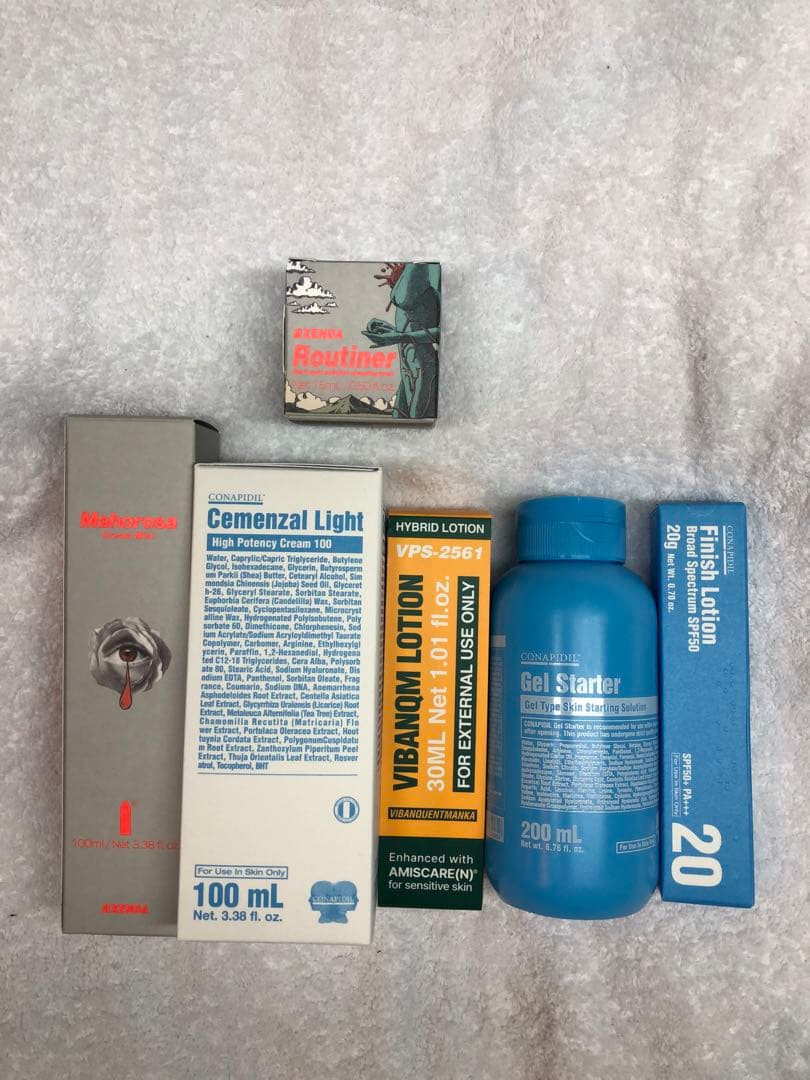 Routiner
Mahorosa
100ml / Net 3.38 fl oz
CONAPIDIL
Cemenzal Light
High Potency Cream 100
Water, Caprylic/Capric Triglyceride, Butylene
Glycol, Isohexadecane, Glycerin, Butyrosperm
um Parkii (Shea) Butter, Cetearyl Alcohol, Sim
mondsia Chinensis (Jojoba) Seed Oil, Glyceret
h-26, Glyceryl Stearate, Sorbitan Stearate,
Euphorbia Cerifera (Candelilla) Wax, Sorbitan
Sesquioleate, Cyclopentasiloxane, Microcryst
alline Wax, Hydrogenated Polyisobutene, Poly
sorbate 60, Dimethicone, Chlorphenesin, Sod
ium Acrylate/Sodium Acryloyldimethyl Taurate
Copolymer, Carbomer, Arginine, Ethylhexylgl
ycerin, Paraffin, 1,2-Hexanediol, Hydrogena
ted C12-18 Triglycerides, Cera Alba, Polysorb
ate 80, Stearic Acid, Sodium Hyaluronate, Dis
odium EDTA, Panthenol, Sorbitan Oleate, Frag
rance, Coumarin, Sodium DNA, Anemarrhena
Asphodeloides Root Extract, Centella Asiatica
Leaf Extract, Glycyrrhiza Uralensis (Licorice) Root
Extract, Melaleuca Alternifolia (Tea Tree) Extract,
Chamomilla Recutita (Matricaria) Flo
wer Extract, Portulaca Oleracea Extract, Hout
tuynia Cordata Extract, PolygonumCuspidatu
m Root Extract, Zanthoxylum Piperitum Peel
Extract, Thuja Orientalis Leaf Extract, Resver
atrol, Tocopherol, BHT
For Use In Skin Only
100 mL
Net. 3.38 fl. oz.
CONAPIDIL
HYBRID LOTION
VPS-2561
VIBANQM LOTION
30ML Net 1.01 fl.oz.
FOR EXTERNAL USE ONLY
VIBANQUENTMANKA
Enhanced with
AMISCARE(N)®
for sensitive skin
CONAPIDIL
Gel Starter
Gel Type Skin Starting Solution
200 mL
Net wt. 6.76 fl. oz.
CONAPIDIL
Finish Lotion
Broad Spectrum SPF50
20g Net Wt. 0.70 oz.
SPF50+ PA+++
For Use In Skin Only
20